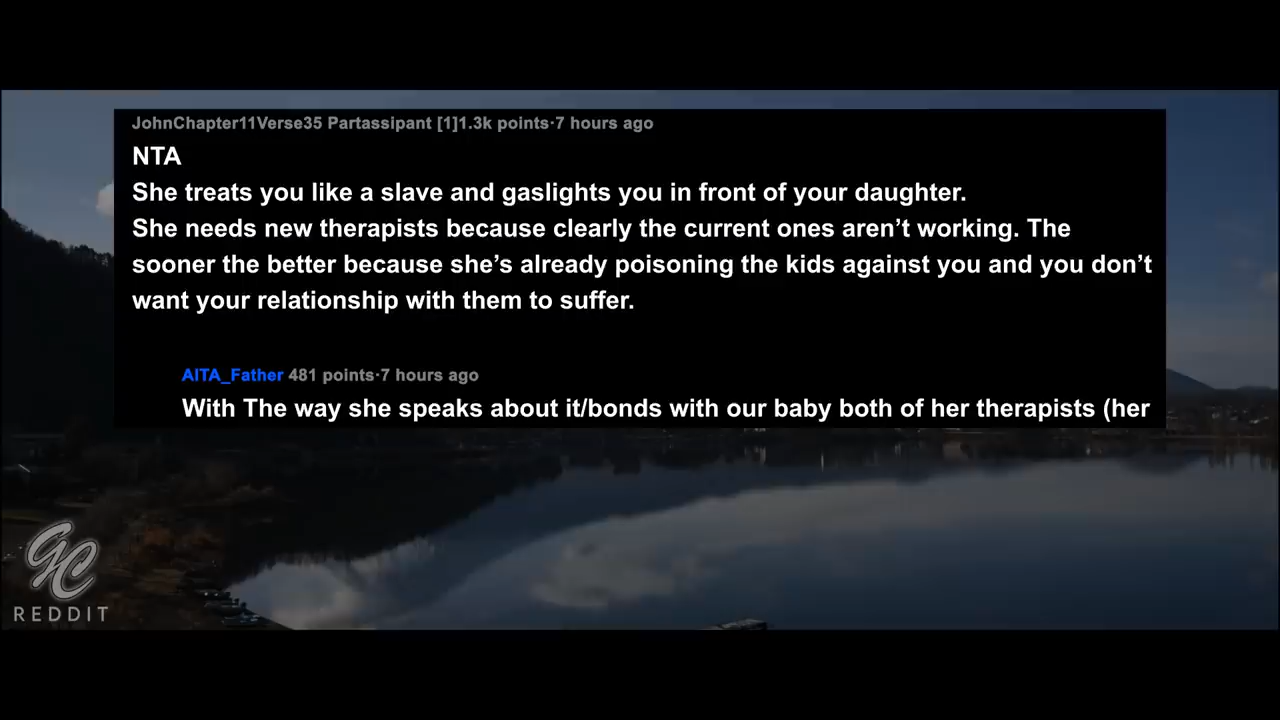 JohnChapter11Verse35 Partassipant [1]1.3k points·7 hours ago
NTA
She treats you like a slave and gaslights you in front of your daughter.
She needs new therapists because clearly the current ones aren’t working. The
sooner the better because she’s already poisoning the kids against you and you don’t
want your relationship with them to suffer.
AITA_Father 481 points·7 hours ago
With The way she speaks about it/bonds with our baby both of her therapists (her
GC
REDDIT